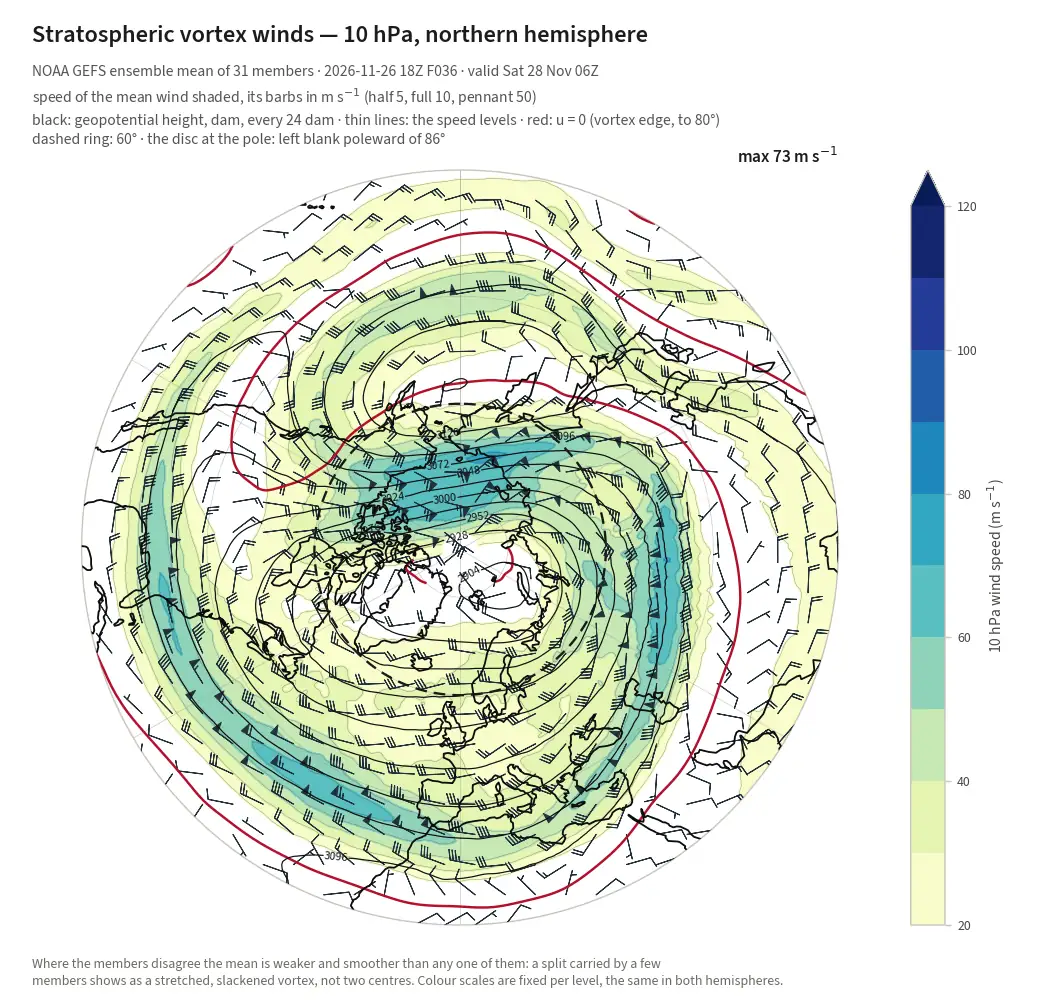 Stratospheric vortex winds — 10 hPa, northern hemisphere
NOAA GEFS ensemble mean of 31 members · 2026-11-26 18Z F036 · valid Sat 28 Nov 06Z
speed of the mean wind shaded, its barbs in m s⁻¹ (half 5, full 10, pennant 50)
black: geopotential height, dam, every 24 dam · thin lines: the speed levels · red: u = 0 (vortex edge, to 80°)
dashed ring: 60° · the disc at the pole: left blank poleward of 86°
max 73 m s⁻¹
120
100
80
60
40
20
10 hPa wind speed (m s⁻¹)
3096
3072
3048
3000
2952
2928
2904
3096
Where the members disagree the mean is weaker and smoother than any one of them: a split carried by a few
members shows as a stretched, slackened vortex, not two centres. Colour scales are fixed per level, the same in both hemispheres.